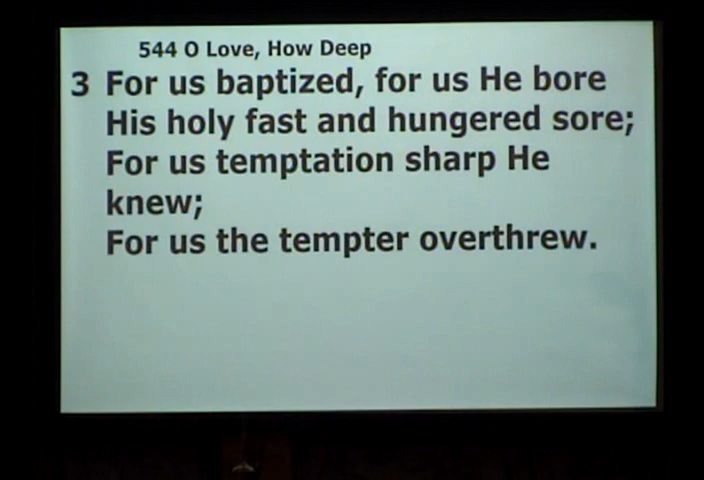 544 O Love, How Deep
3 For us baptized, for us He bore
His holy fast and hungered sore;
For us temptation sharp He
knew;
For us the tempter overthrew.